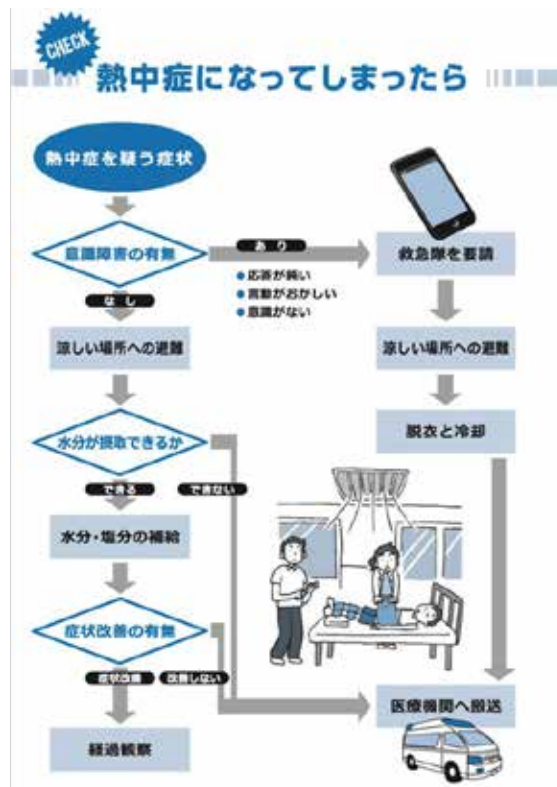 CHECK
熱中症になってしまったら
熱中症を疑う症状
意識障害の有無
あり
●応答が鈍い
●言動がおかしい
●意識がない
救急隊を要請
なし
涼しい場所への避難
涼しい場所への避難
水分が摂取できるか
脱衣と冷却
できる
できない
水分・塩分の補給
症状改善の有無
症状改善
改善しない
医療機関へ搬送
経過観察